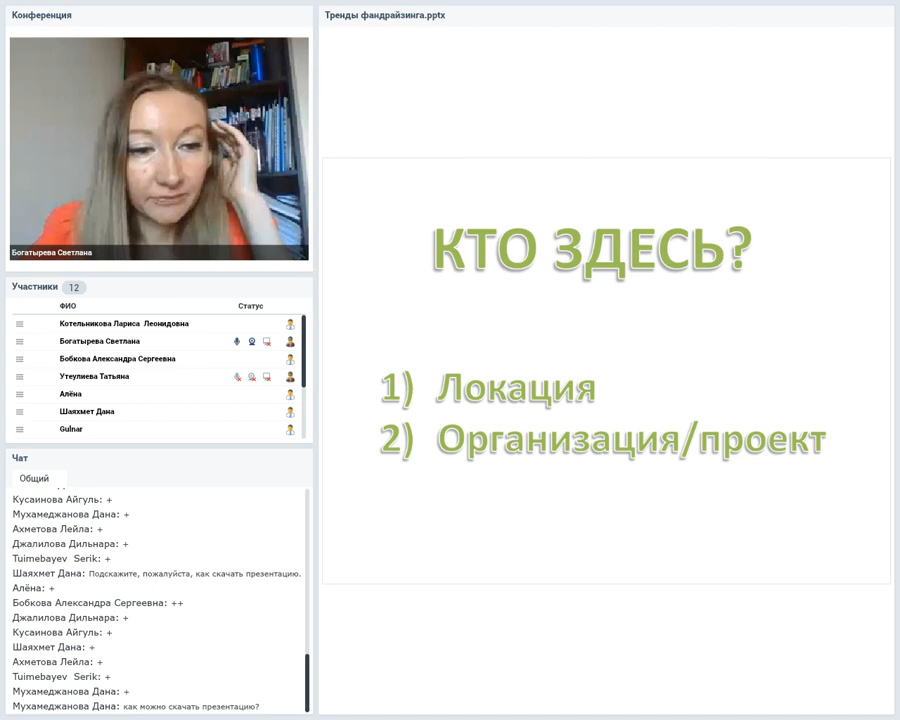 Конференция
Богатырева Светлана
Участники 12
ФИО Статус
Котельникова Лариса Леонидовна
Богатырева Светлана
Бобкова Александра Сергеевна
Утеулиева Татьяна
Алёна
Шаяхмет Дана
Gulnar
Чат
Общий
Кусаинова Айгуль: +
Мухамеджанова Дана: +
Ахметова Лейла: +
Джалилова Дильнара: +
Tuimebayev Serik: +
Шаяхмет Дана: Подскажите, пожалуйста, как скачать презентацию.
Алёна: +
Бобкова Александра Сергеевна: ++
Джалилова Дильнара: +
Кусаинова Айгуль: +
Шаяхмет Дана: +
Ахметова Лейла: +
Tuimebayev Serik: +
Мухамеджанова Дана: +
Мухамеджанова Дана: как можно скачать презентацию?
Тренды фандрайзинга.pptx
КТО ЗДЕСЬ?
1) Локация
2) Организация/проект